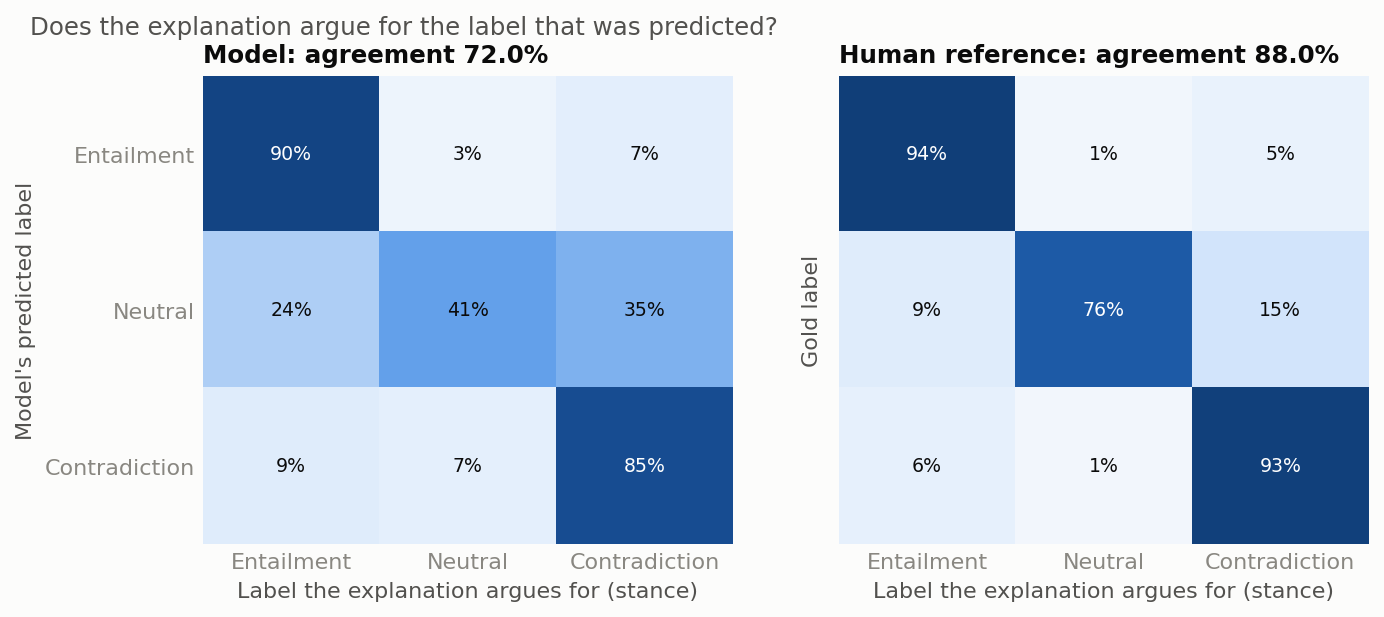 Does the explanation argue for the label that was predicted?
Model: agreement 72.0%
Model's predicted label
Entailment
90%
3%
7%
Neutral
24%
41%
35%
Contradiction
9%
7%
85%
Entailment
Neutral
Contradiction
Label the explanation argues for (stance)
Human reference: agreement 88.0%
Gold label
94%
1%
5%
9%
76%
15%
6%
1%
93%
Entailment
Neutral
Contradiction
Label the explanation argues for (stance)